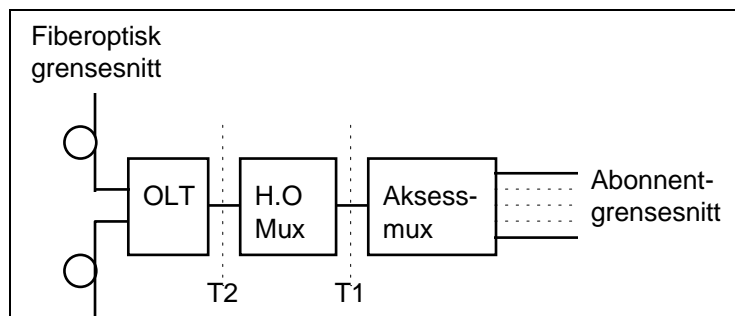 Fiberoptisk
grensesnitt
OLT
H.O
Mux
Aksess-
mux
Abonnent-
grensesnitt
T2
T1